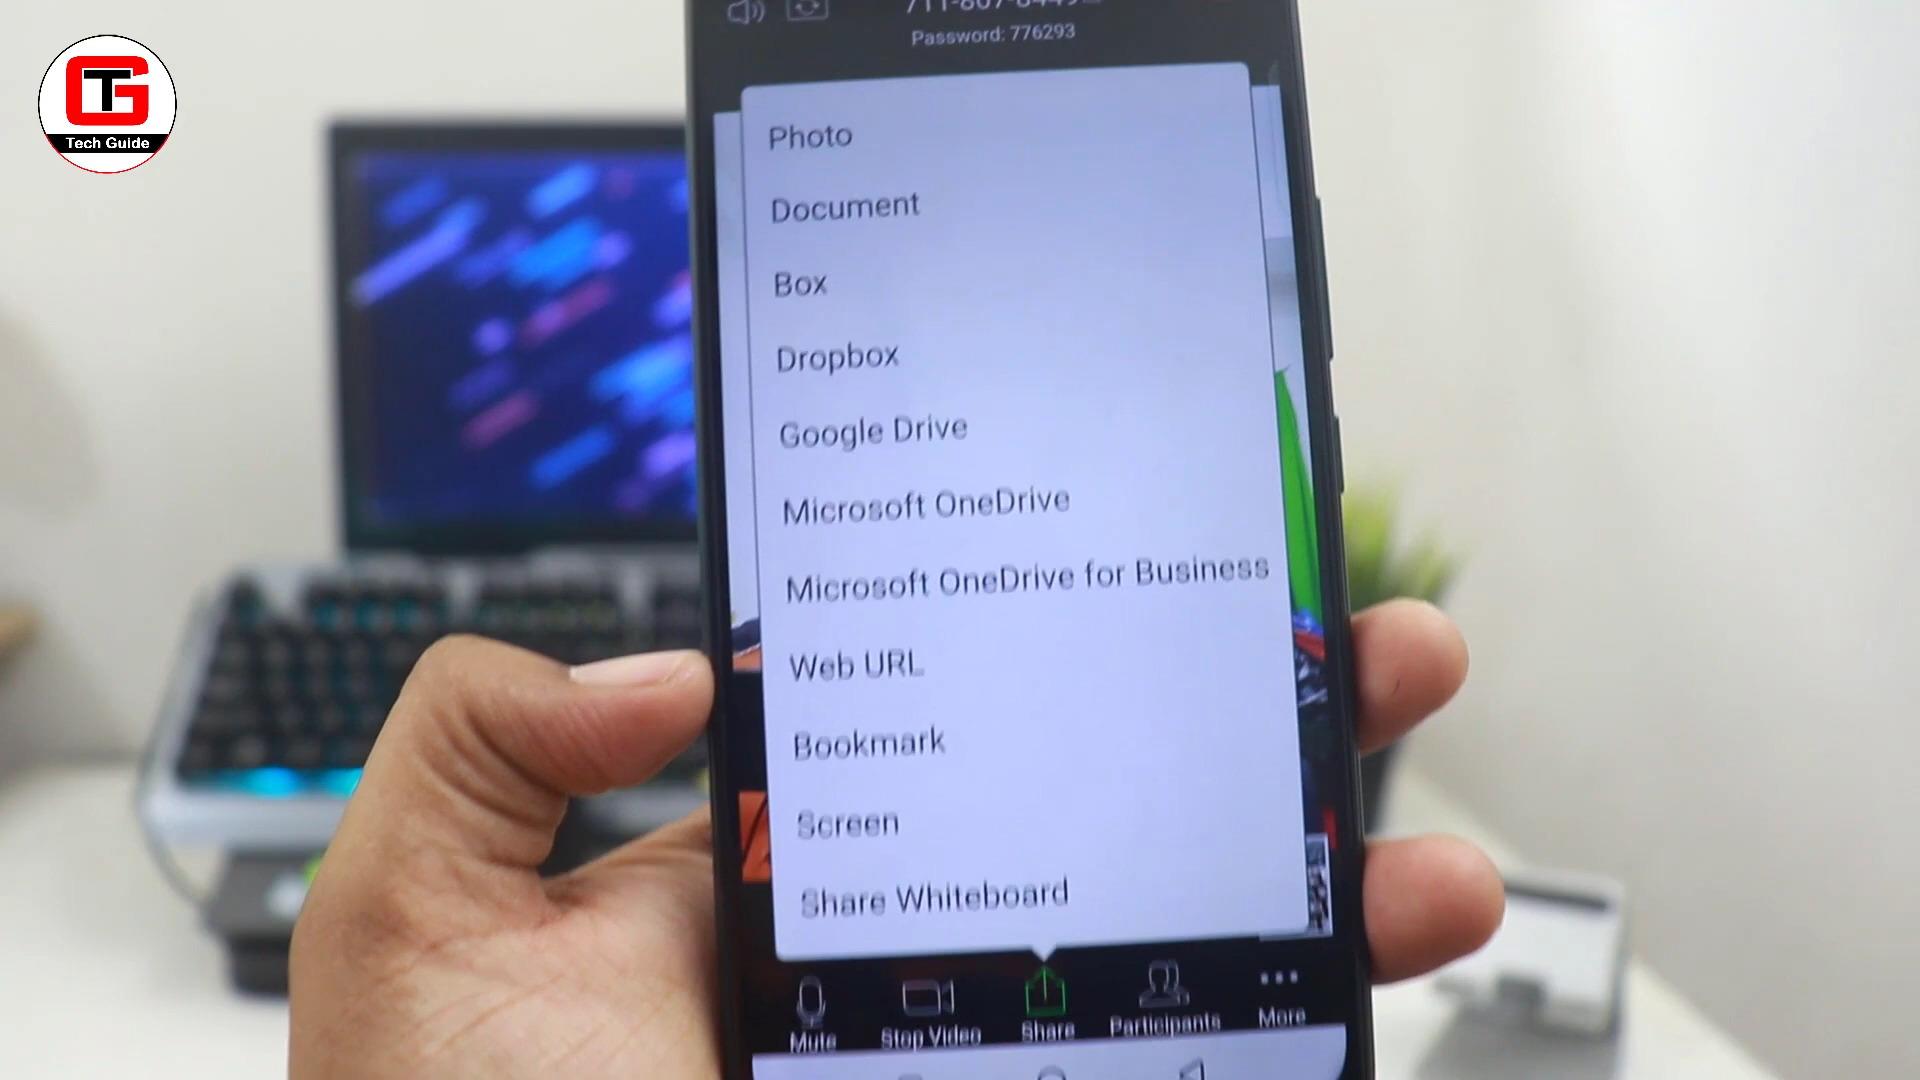 TG
Tech Guide
Password: 776293
Photo
Document
Box
Dropbox
Google Drive
Microsoft OneDrive
Microsoft OneDrive for Business
Web URL
Bookmark
Screen
Share Whiteboard
Mute Stop Video Share Participants More